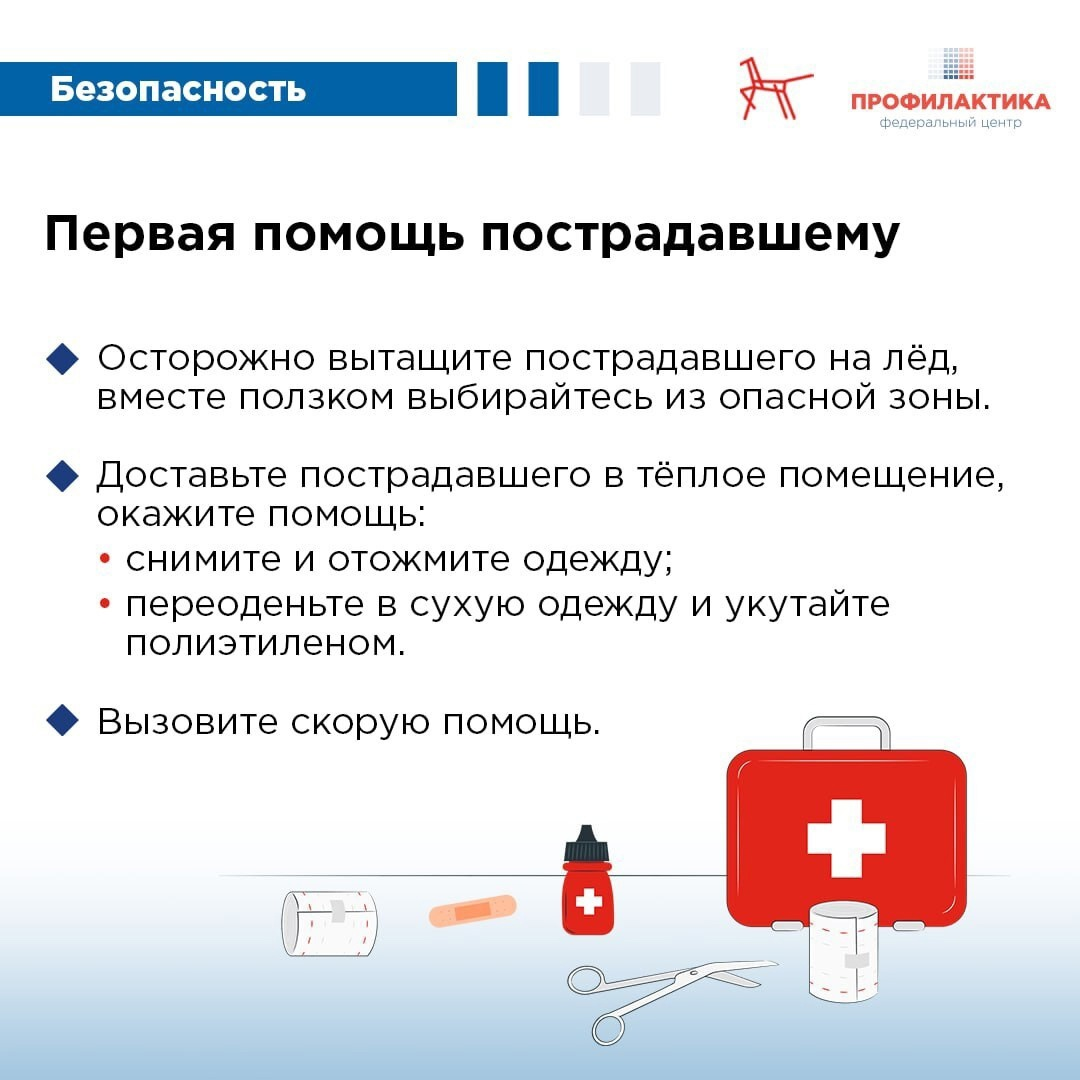 Безопасность
ПРОФИЛАКТИКА
федеральный центр
Первая помощь пострадавшему
Осторожно вытащите пострадавшего на лёд,
вместе ползком выбирайтесь из опасной зоны.
Доставьте пострадавшего в тёплое помещение,
окажите помощь:
• снимите и отожмите одежду;
• переоденьте в сухую одежду и укутайте
полиэтиленом.
Вызовите скорую помощь.